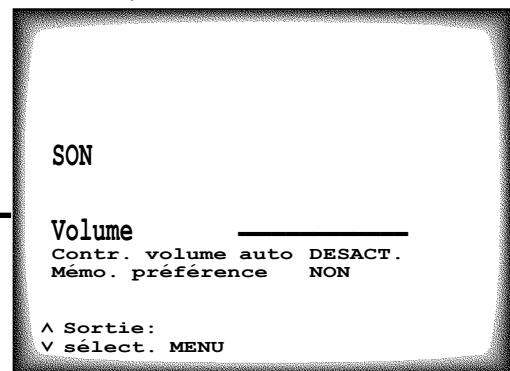 SON
Volume
Contr. volume auto DESACT.
Mémo. préférence NON
∧ Sortie:
∨ sélect. MENU